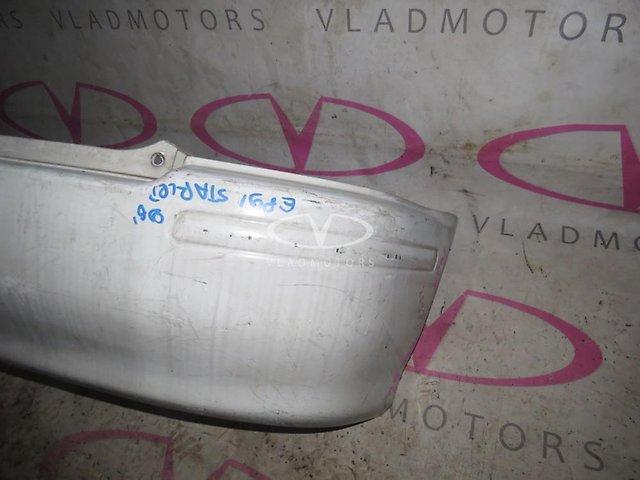 VLADMOTORS
VLADMOTOR
EP91 STARLET
96'
VLADMOTORS
VLADMO
MOTORS